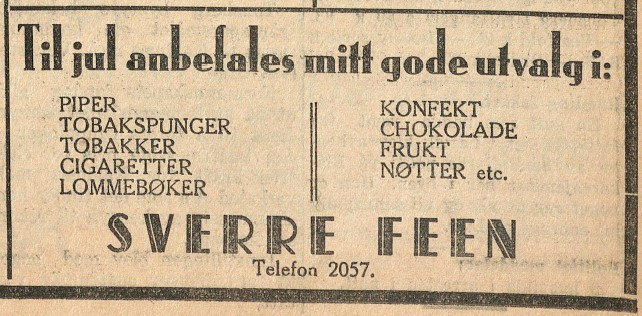 Til jul anbefales mitt gode utvalg i:
PIPER
TOBAKSPUNGER
TOBAKKER
CIGARETTER
LOMMEBØKER
KONFEKT
CHOKOLADE
FRUKT
NØTTER etc.
SVERRE FEEN
Telefon 2057.